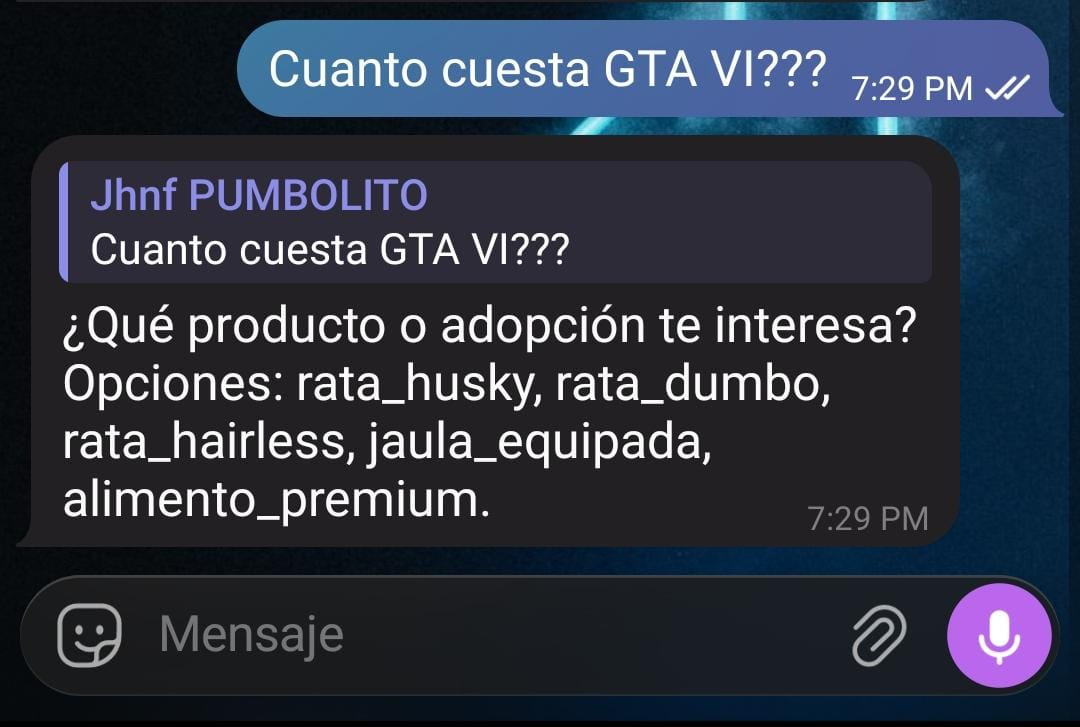 Cuanto cuesta GTA VI???
7:29 PM
Jhnf PUMBOLITO
Cuanto cuesta GTA VI???
¿Qué producto o adopción te interesa?
Opciones: rata_husky, rata_dumbo,
rata_hairless, jaula_equipada,
alimento_premium.
7:29 PM
Mensaje